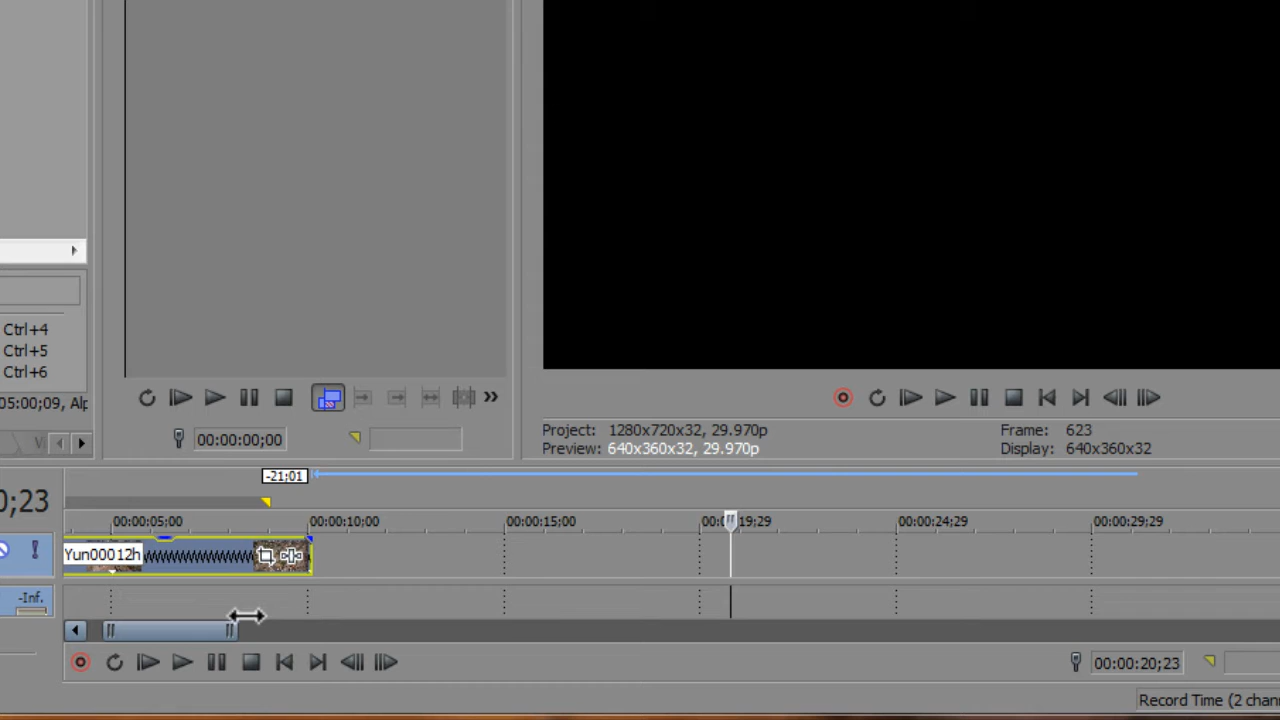 Ctrl+4
Ctrl+5
Ctrl+6
05:00;09, Alp
V
00:00:00;00
Project: 1280x720x32, 29.970p
Preview: 640x360x32, 29.970p
Frame: 623
Display: 640x360x32
-21;01
0;23
00:00:05;00
00:00:10;00
00:00:15;00
00:00:19;29
00:00:24;29
00:00:29;29
Yun00012h
-Inf.
00:00:20;23
Record Time (2 chan